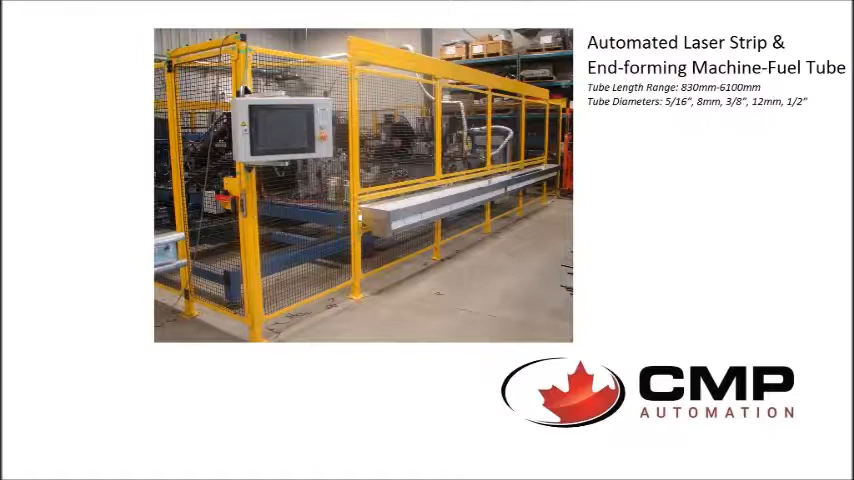 Automated Laser Strip &
End-forming Machine-Fuel Tube
Tube Length Range: 830mm-6100mm
Tube Diameters: 5/16", 8mm, 3/8", 12mm, 1/2"
CMP
AUTOMATION